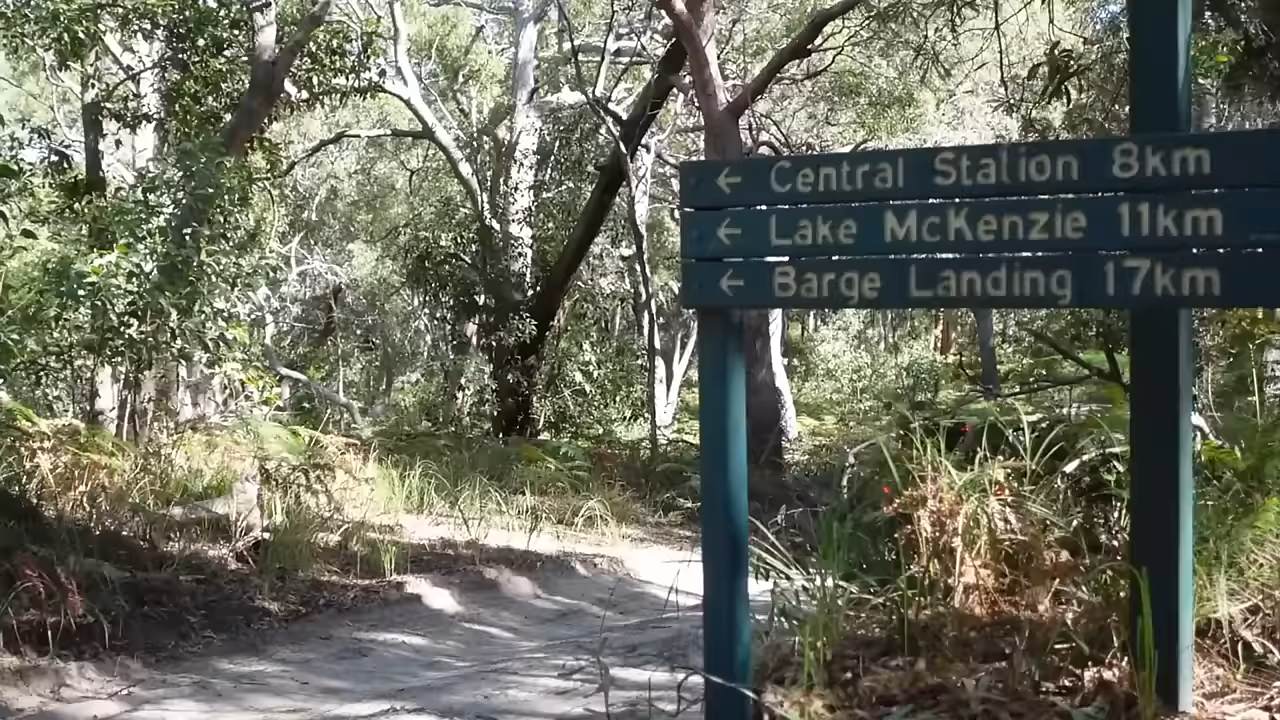 ← Central Station 8km
← Lake McKenzie 11km
← Barge Landing 17km